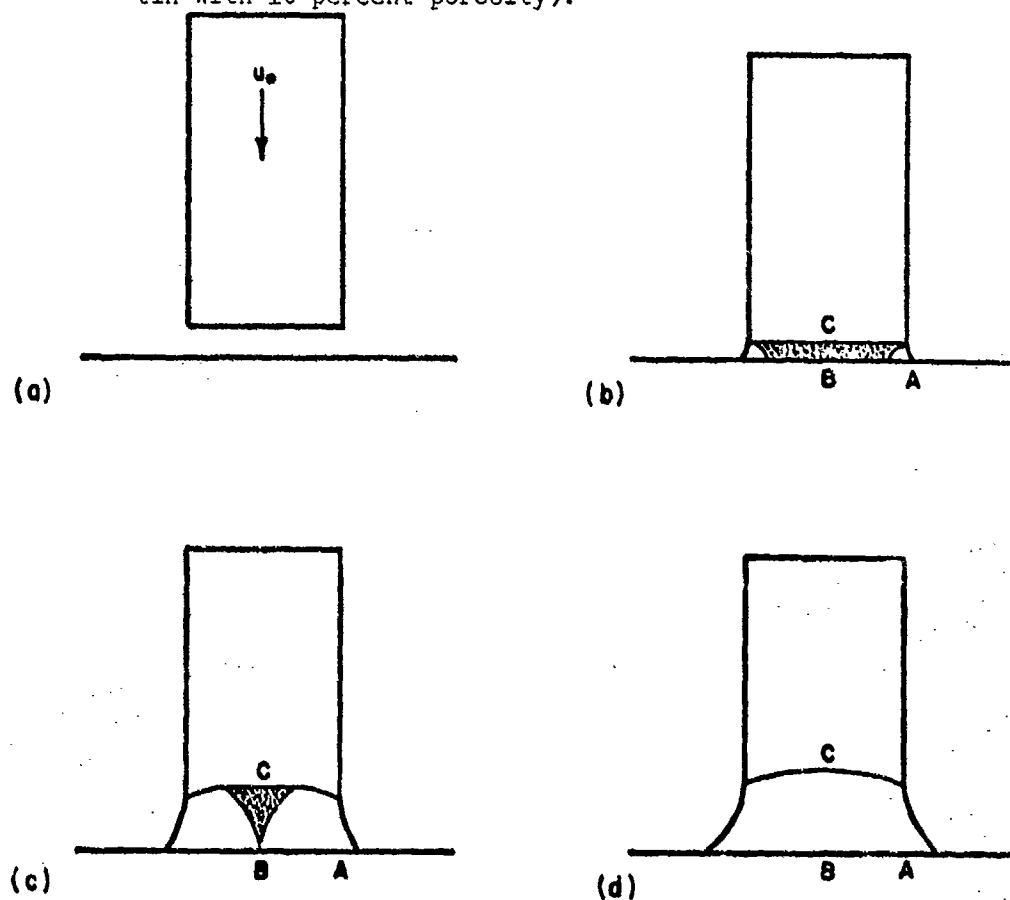 tin with 10 percent porosity).
u₀
(a)
C
B A
(b)
C
B A
(c)
C
B A
(d)